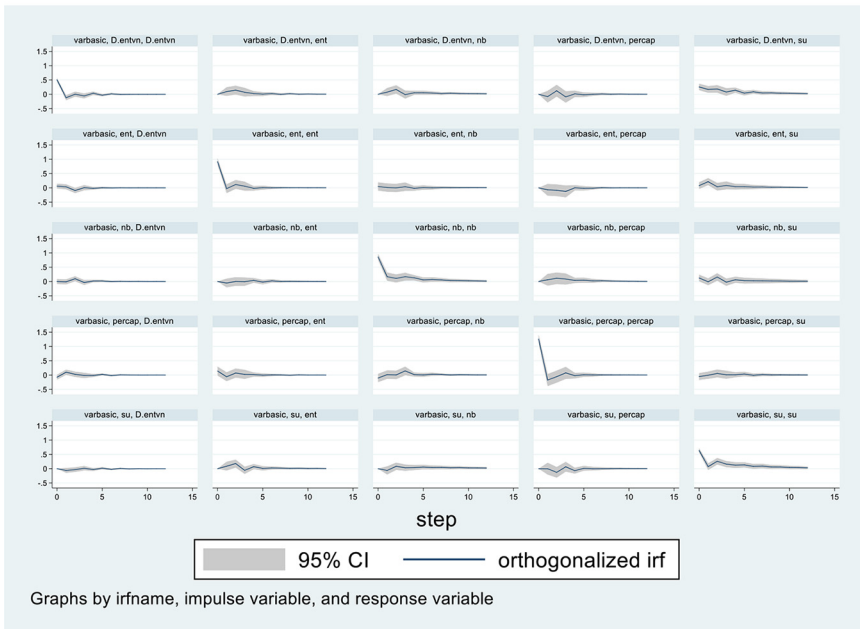 varbasic, D.entvn, D.entvn varbasic, D.entvn, ent varbasic, D.entvn, nb varbasic, D.entvn, percap varbasic, D.entvn, su
1.5
1
.5
0
-.5
varbasic, ent, D.entvn varbasic, ent, ent varbasic, ent, nb varbasic, ent, percap varbasic, ent, su
1.5
1
.5
0
-.5
varbasic, nb, D.entvn varbasic, nb, ent varbasic, nb, nb varbasic, nb, percap varbasic, nb, su
1.5
1
.5
0
-.5
varbasic, percap, D.entvn varbasic, percap, ent varbasic, percap, nb varbasic, percap, percap varbasic, percap, su
1.5
1
.5
0
-.5
varbasic, su, D.entvn varbasic, su, ent varbasic, su, nb varbasic, su, percap varbasic, su, su
1.5
1
.5
0
-.5
0 5 10 15 0 5 10 15 0 5 10 15 0 5 10 15 0 5 10 15
step
95% CI orthogonalized irf
Graphs by irfname, impulse variable, and response variable